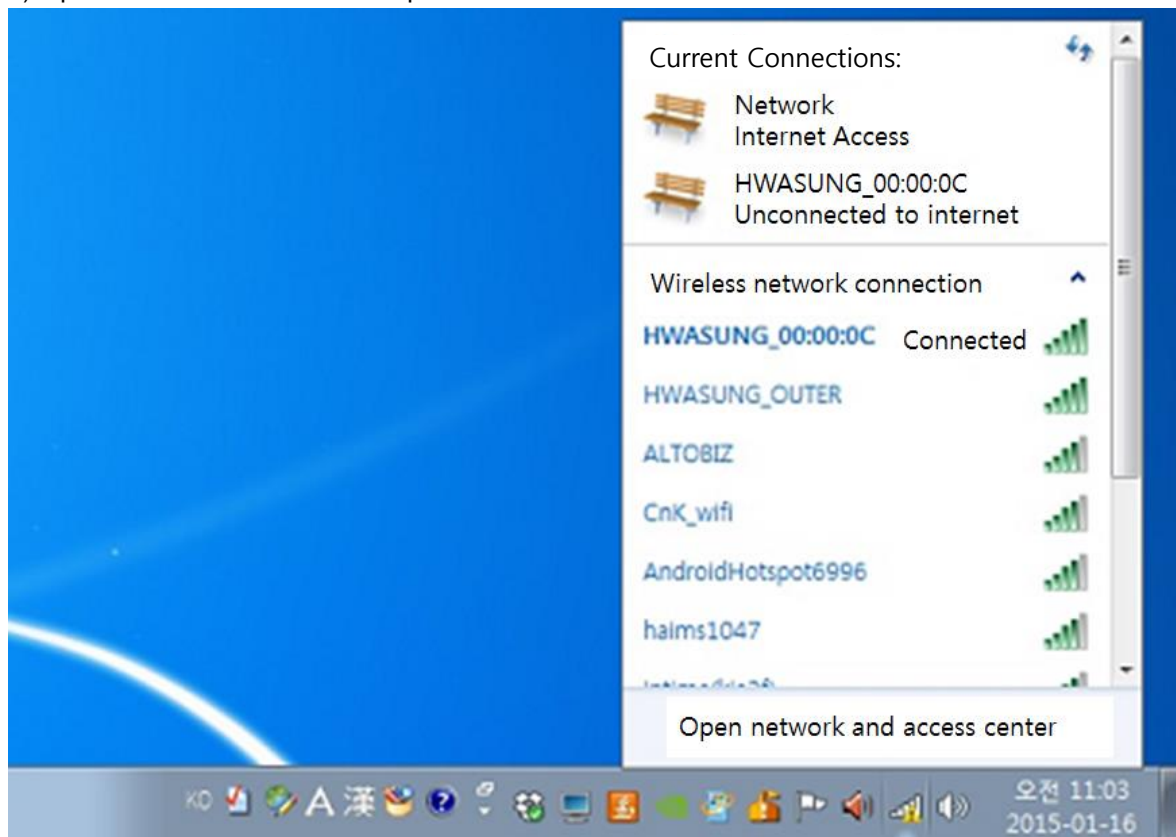 Current Connections:
Network
Internet Access
HWASUNG_00:00:0C
Unconnected to internet
Wireless network connection
HWASUNG_00:00:0C Connected
HWASUNG_OUTER
ALTOBIZ
CnK_wifi
AndroidHotspot6996
haims1047
Open network and access center
KO A 漢 오전 11:03
2015-01-16